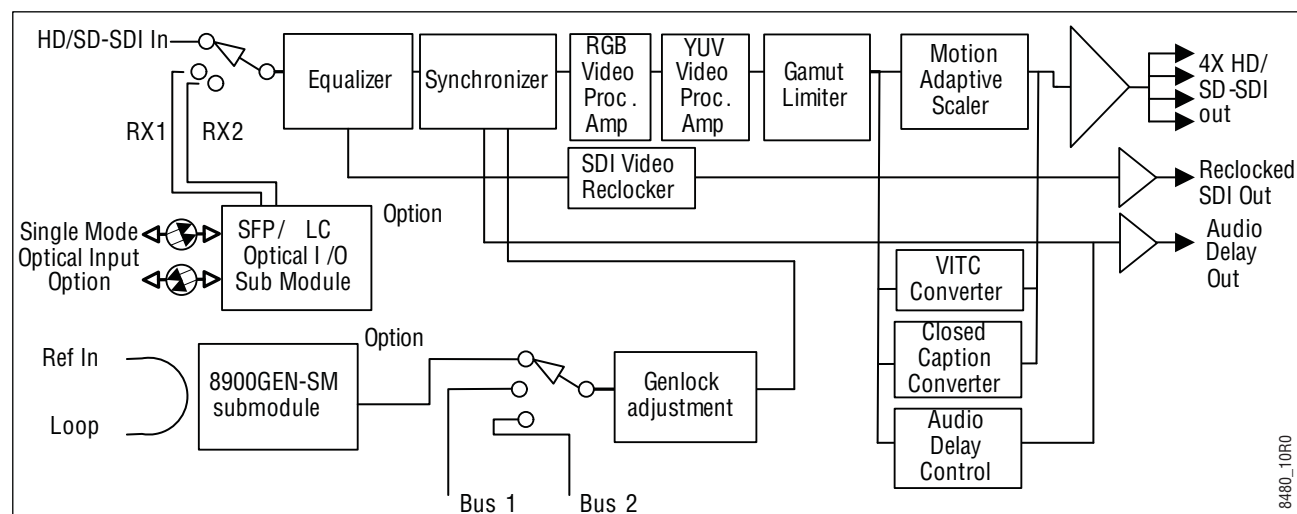 HD/SD-SDI In
RX1
RX2
Equalizer
Synchronizer
RGB
Video
Proc.
Amp
YUV
Video
Proc.
Amp
Gamut
Limiter
Motion
Adaptive
Scaler
4X HD/
SD-SDI
out
SDI Video
Reclocker
Reclocked
SDI Out
Audio
Delay
Out
Single Mode
Optical Input
Option
SFP/ LC
Optical I/O
Sub Module
Option
VITC
Converter
Closed
Caption
Converter
Audio
Delay
Control
Ref In
Loop
8900GEN-SM
submodule
Option
Genlock
adjustment
Bus 1
Bus 2
8480_10R0